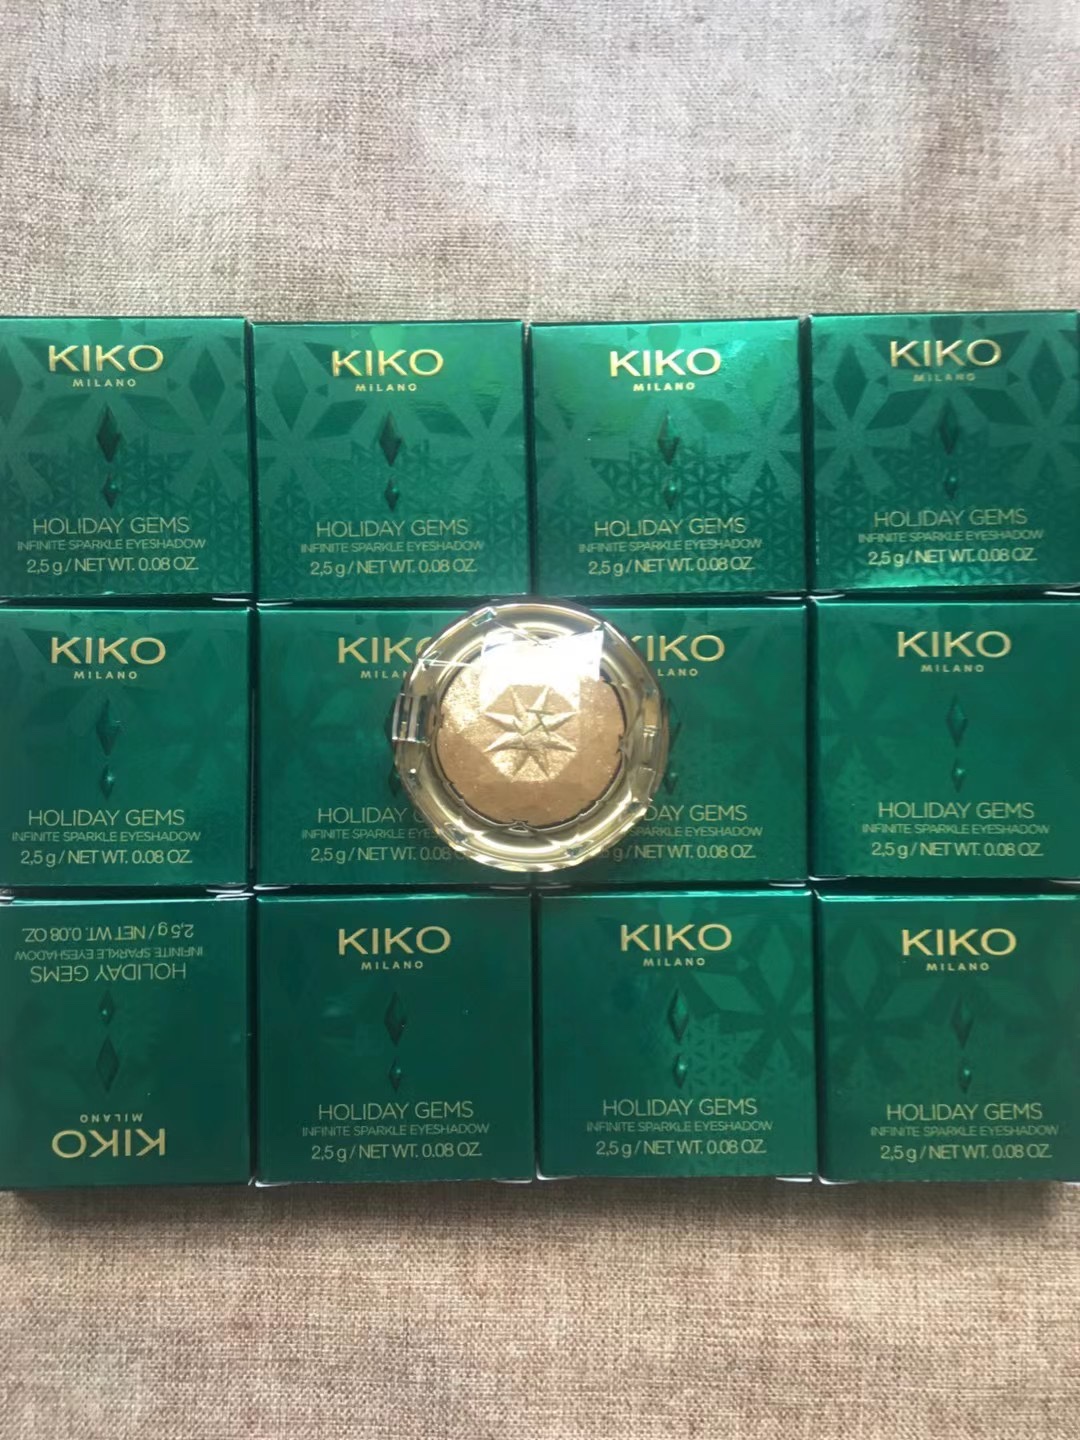 KIKO
MILANO
HOLIDAY GEMS
INFINITE SPARKLE EYESHADOW
2,5 g / NET WT. 0.08 OZ.
KIKO
MILANO
HOLIDAY GEMS
INFINITE SPARKLE EYESHADOW
2,5 g / NET WT. 0.08 OZ.
KIKO
MILANO
HOLIDAY GEMS
INFINITE SPARKLE EYESHADOW
2,5 g / NET WT. 0.08 OZ.
KIKO
MILANO
HOLIDAY GEMS
INFINITE SPARKLE EYESHADOW
2,5 g / NET WT. 0.08 OZ.
KIKO
MILANO
HOLIDAY GEMS
INFINITE SPARKLE EYESHADOW
2,5 g / NET WT. 0.08 OZ.
KIK
MILA
HOLIDAY G
INFINITE SPARKLE EYE
2,5 g / NET WT. 0.08
KIKO
LANO
DAY GEMS
SPARKLE EYESHADOW
g / NET WT. 0.08 OZ.
KIKO
MILANO
HOLIDAY GEMS
INFINITE SPARKLE EYESHADOW
2,5 g / NET WT. 0.08 OZ.
KIKO
MILANO
HOLIDAY GEMS
INFINITE SPARKLE EYESHADOW
2,5 g / NET WT. 0.08 OZ.
KIKO
MILANO
HOLIDAY GEMS
INFINITE SPARKLE EYESHADOW
2,5 g / NET WT. 0.08 OZ.
KIKO
MILANO
HOLIDAY GEMS
INFINITE SPARKLE EYESHADOW
2,5 g / NET WT. 0.08 OZ.
KIKO
MILANO
HOLIDAY GEMS
INFINITE SPARKLE EYESHADOW
2,5 g / NET WT. 0.08 OZ.